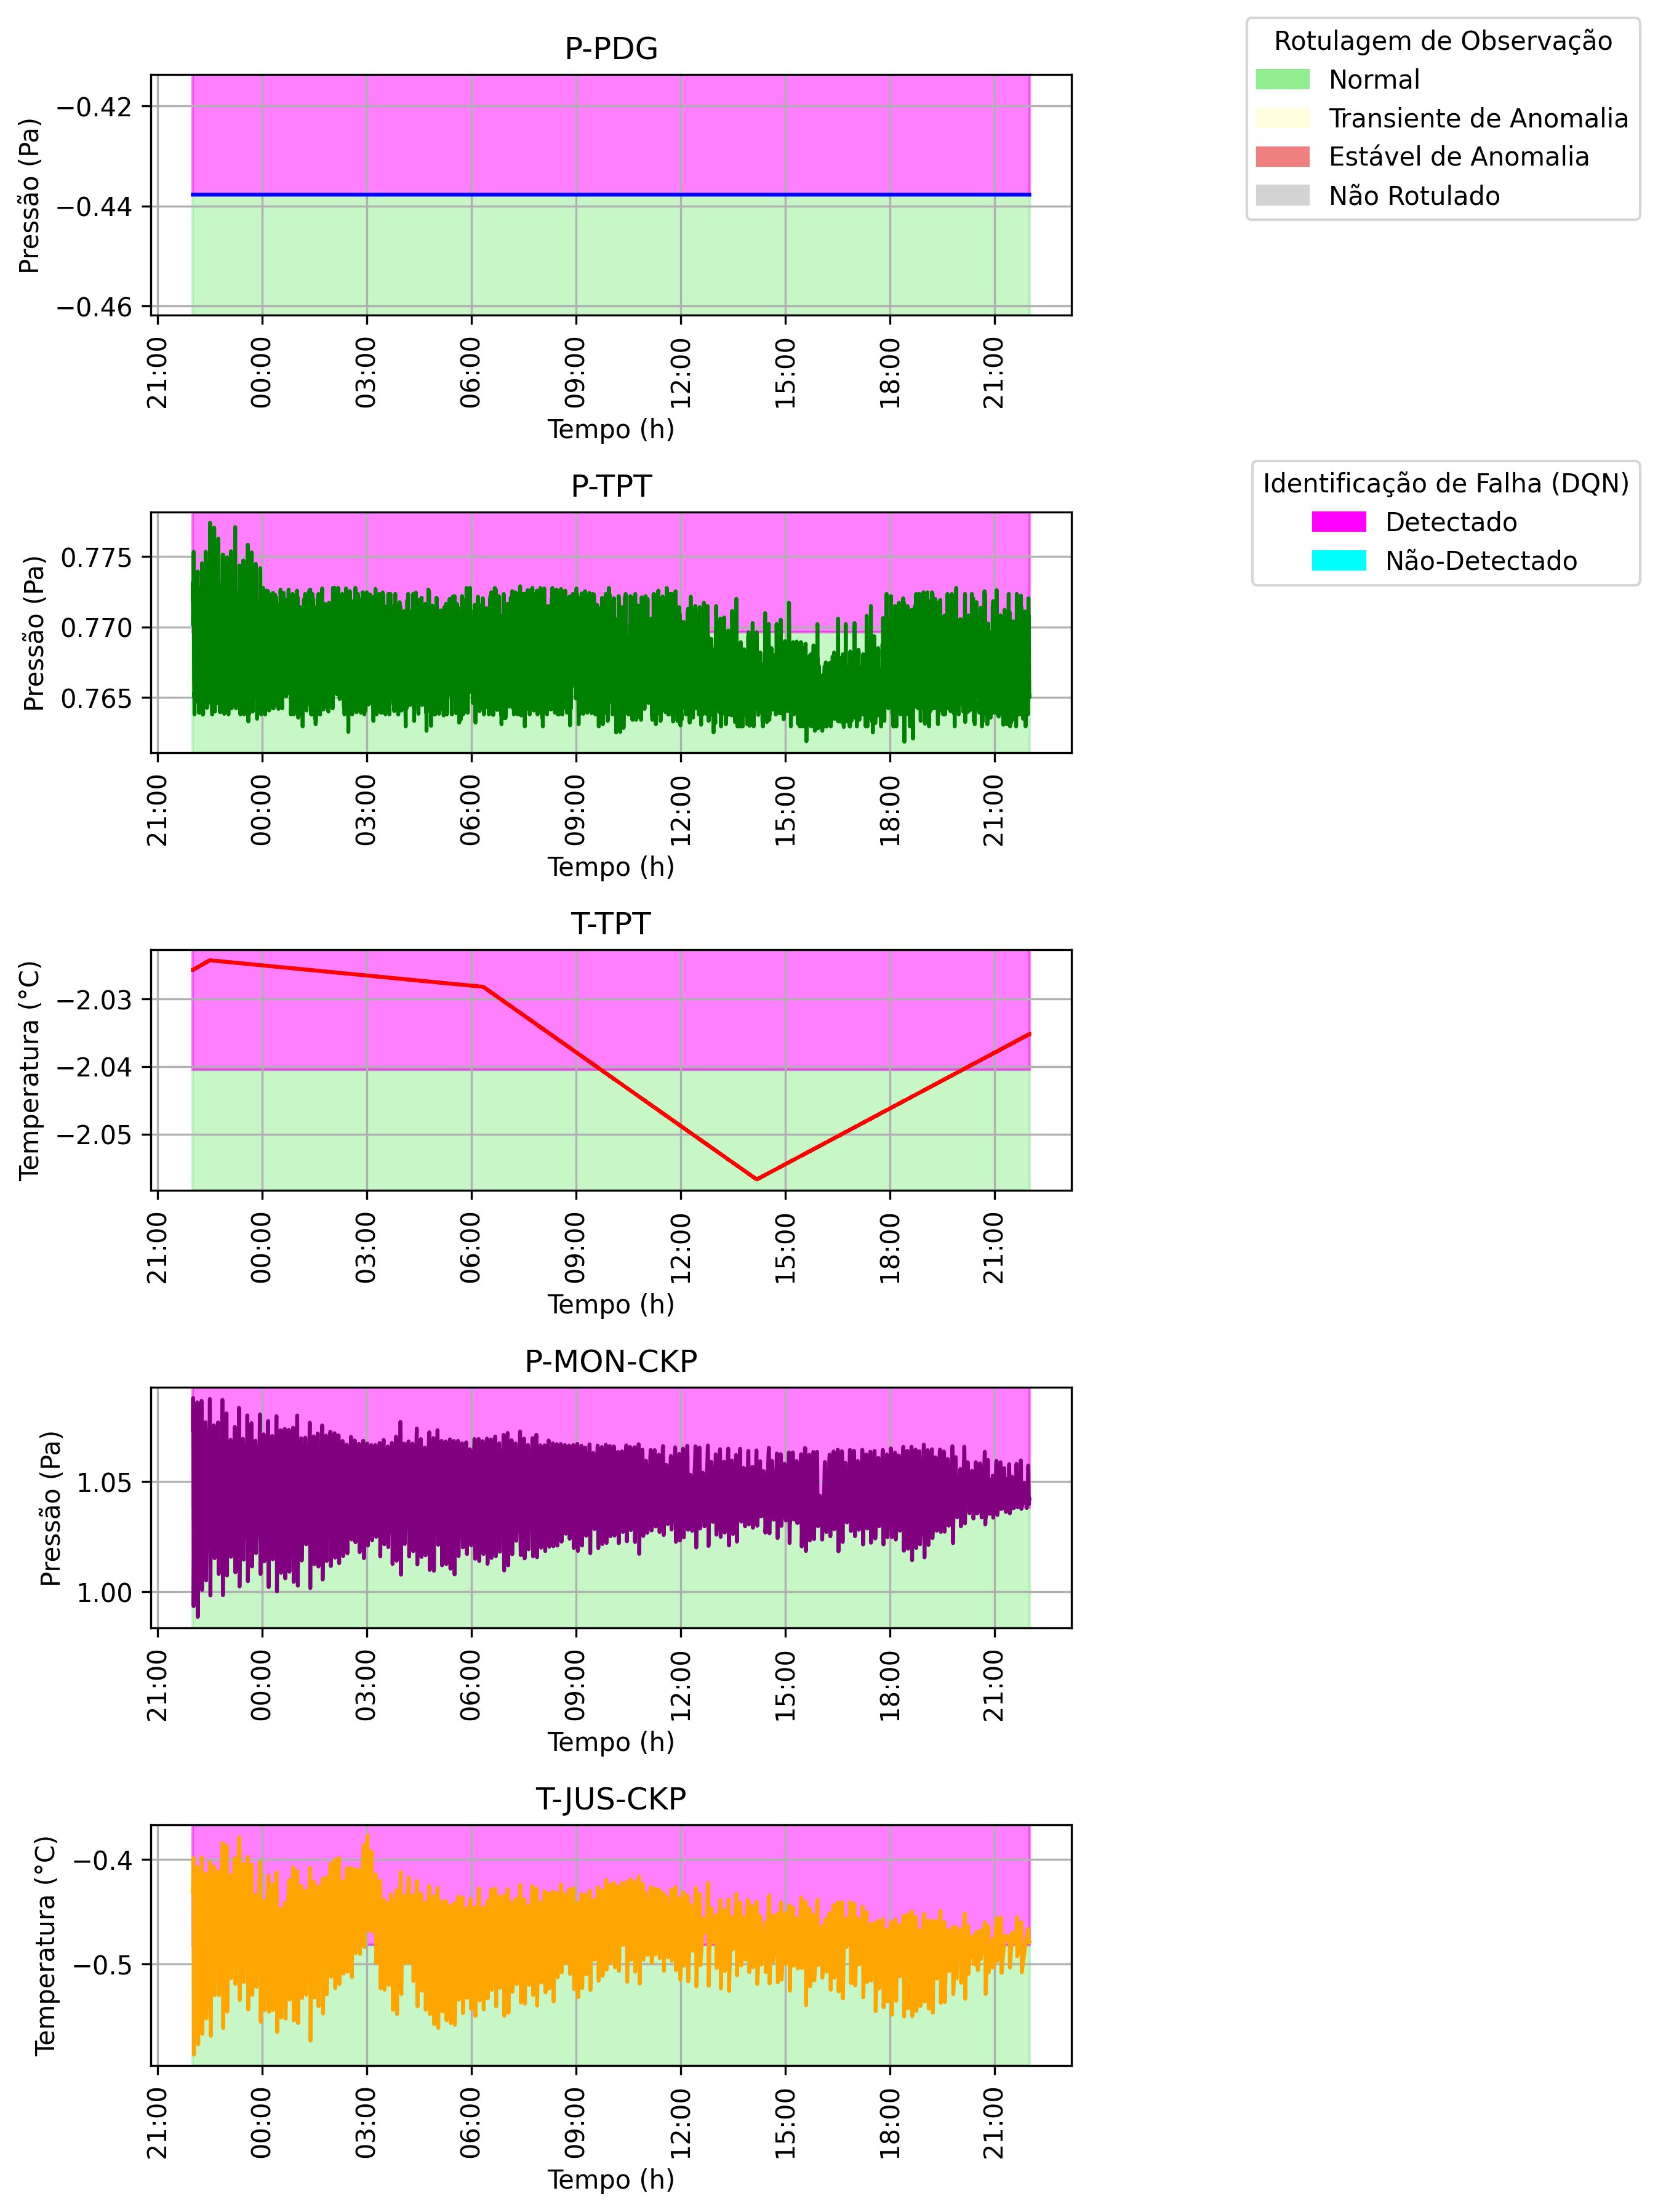 P-PDG
Pressão (Pa)
−0.42
−0.44
−0.46
21:00 00:00 03:00 06:00 09:00 12:00 15:00 18:00 21:00
Tempo (h)
Rotulagem de Observação
Normal
Transiente de Anomalia
Estável de Anomalia
Não Rotulado
P-TPT
Pressão (Pa)
0.775
0.770
0.765
21:00 00:00 03:00 06:00 09:00 12:00 15:00 18:00 21:00
Tempo (h)
Identificação de Falha (DQN)
Detectado
Não-Detectado
T-TPT
Temperatura (°C)
−2.03
−2.04
−2.05
21:00 00:00 03:00 06:00 09:00 12:00 15:00 18:00 21:00
Tempo (h)
P-MON-CKP
Pressão (Pa)
1.05
1.00
21:00 00:00 03:00 06:00 09:00 12:00 15:00 18:00 21:00
Tempo (h)
T-JUS-CKP
Temperatura (°C)
−0.4
−0.5
21:00 00:00 03:00 06:00 09:00 12:00 15:00 18:00 21:00
Tempo (h)